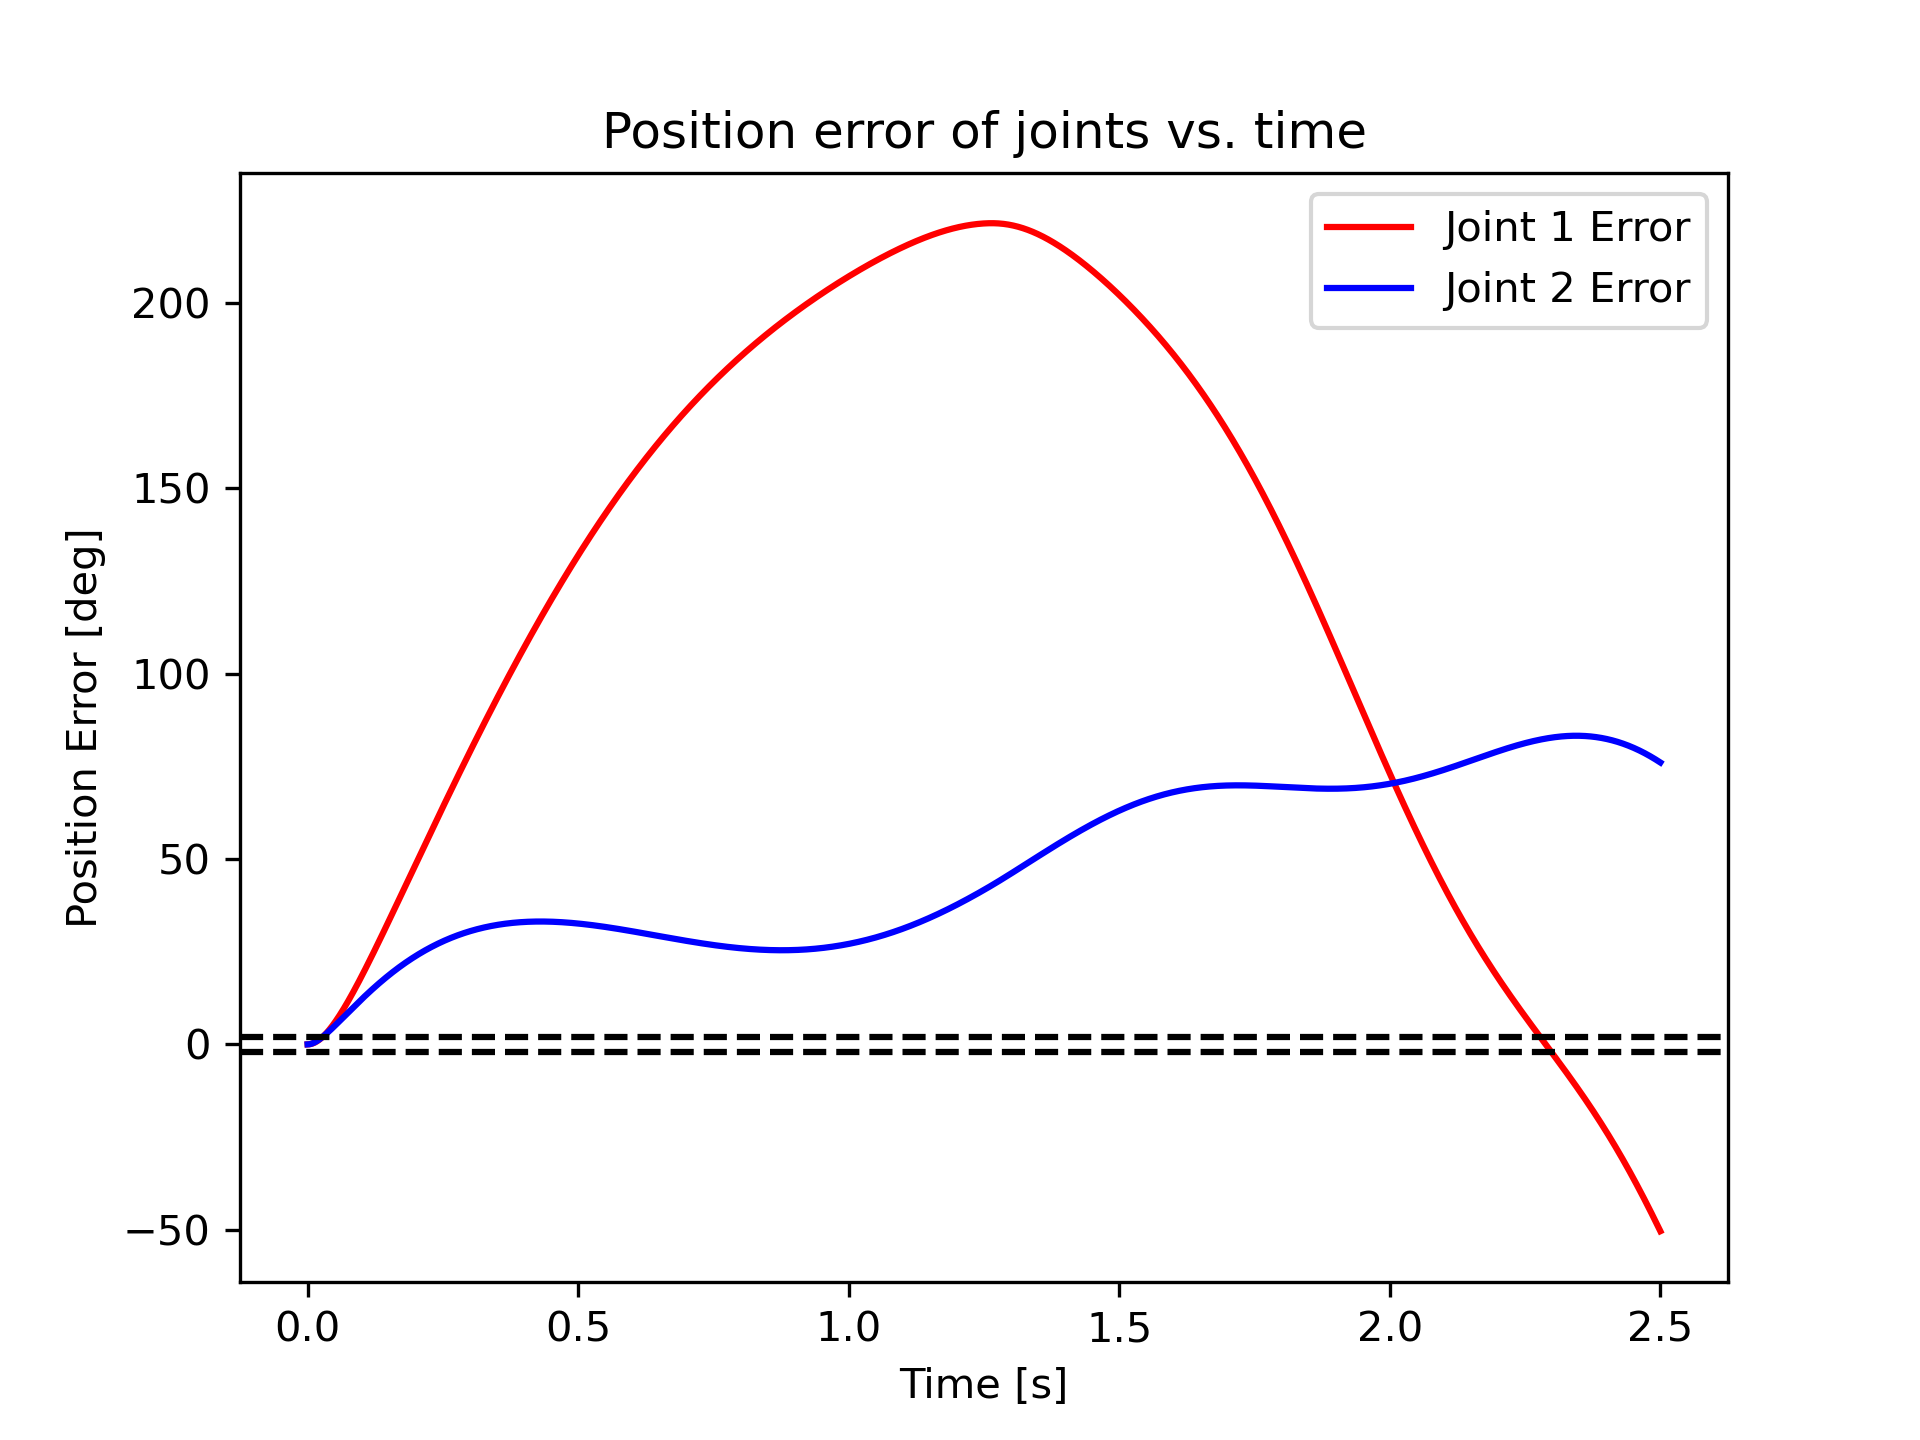 Position error of joints vs. time
Joint 1 Error
Joint 2 Error
Position Error [deg]
200
150
100
50
0
−50
0.0 0.5 1.0 1.5 2.0 2.5
Time [s]